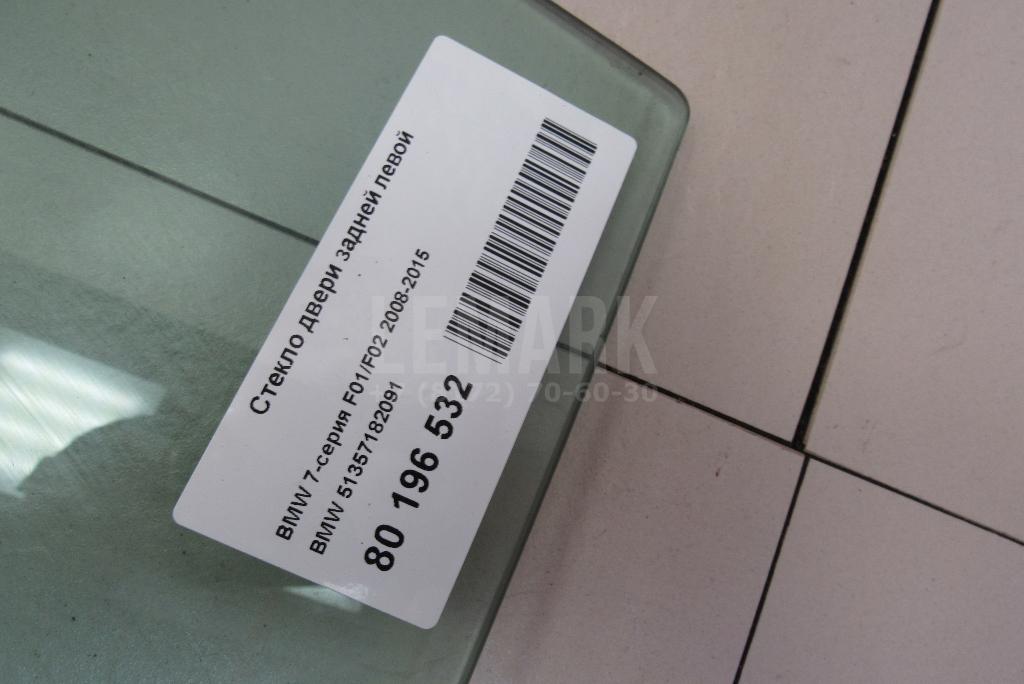 Стекло двери задней левой
BMW 7-серия F01/F02 2008-2015
BMW 51357182091
80 196 532
LEMARK
70-60-30